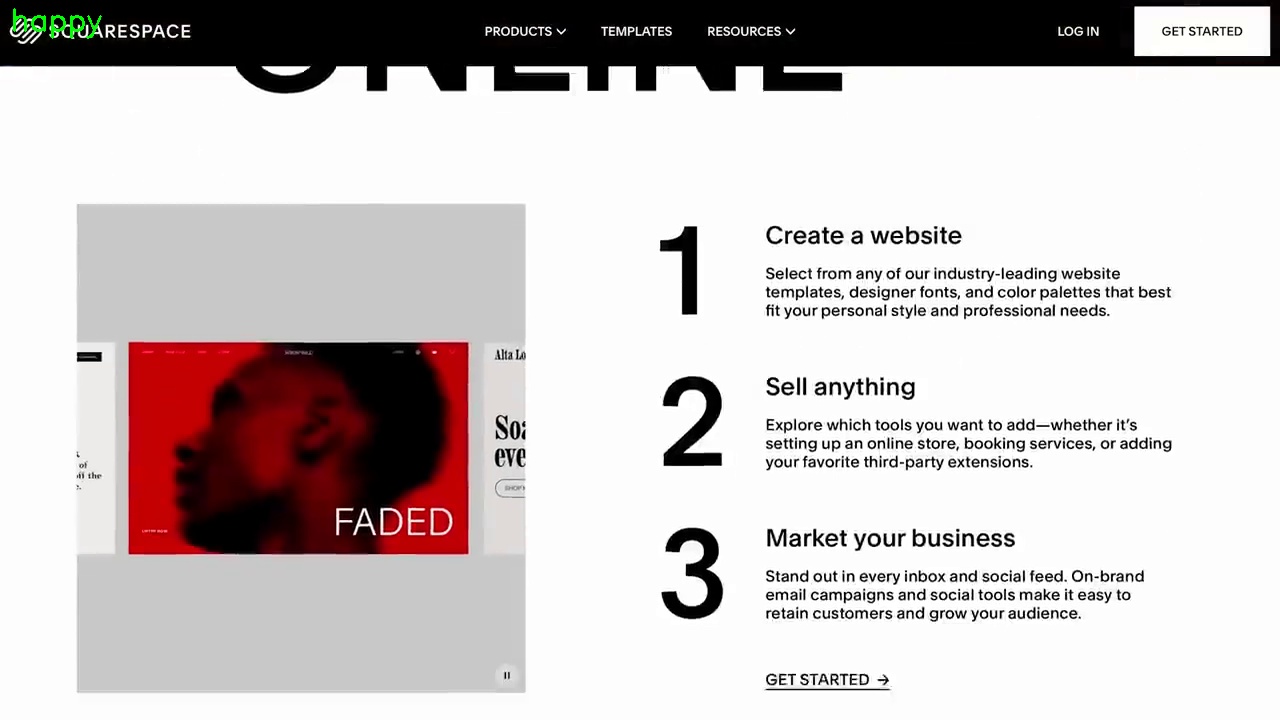 happy
SQUARESPACE
PRODUCTS
TEMPLATES
RESOURCES
LOG IN
GET STARTED
ONLINE
1
Create a website
Select from any of our industry-leading website
templates, designer fonts, and color palettes that best
fit your personal style and professional needs.
2
Sell anything
Explore which tools you want to add—whether it's
setting up an online store, booking services, or adding
your favorite third-party extensions.
3
Market your business
Stand out in every inbox and social feed. On-brand
email campaigns and social tools make it easy to
retain customers and grow your audience.
GET STARTED →
of
off the
FADED
Alta Lo
Soa
eve
SHOP